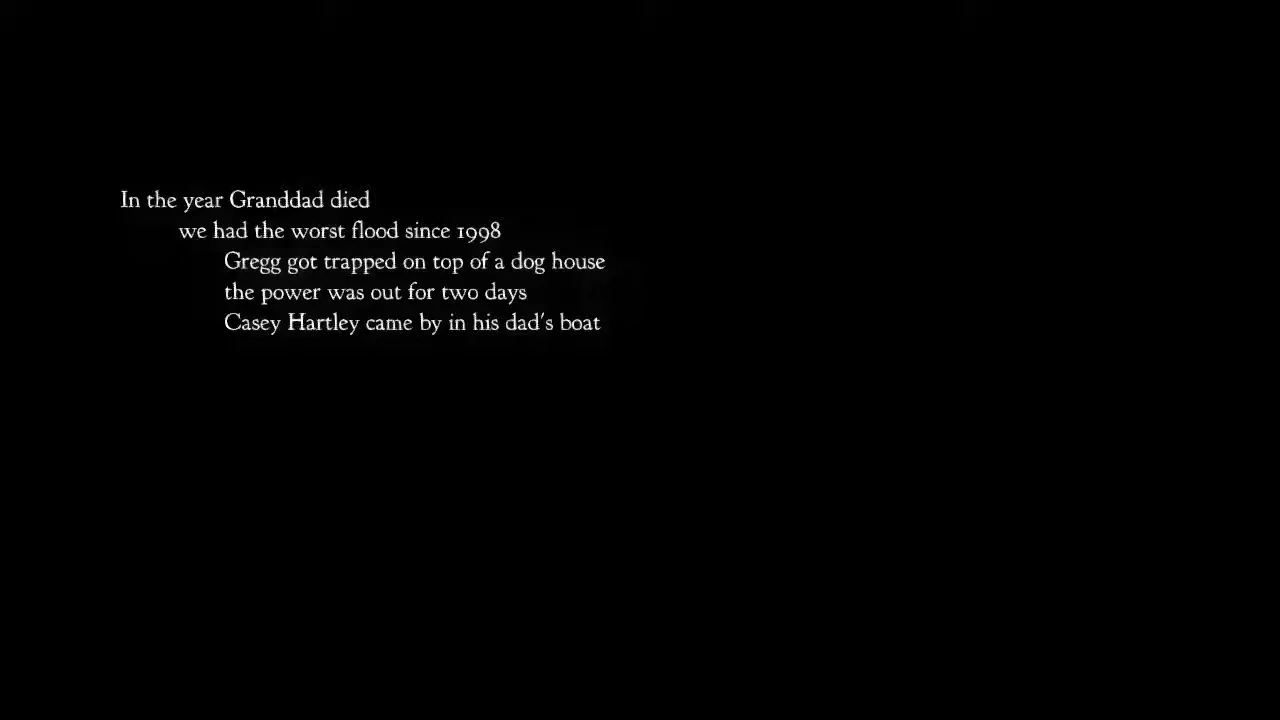 In the year Granddad died
we had the worst flood since 1998
Gregg got trapped on top of a dog house
the power was out for two days
Casey Hartley came by in his dad's boat